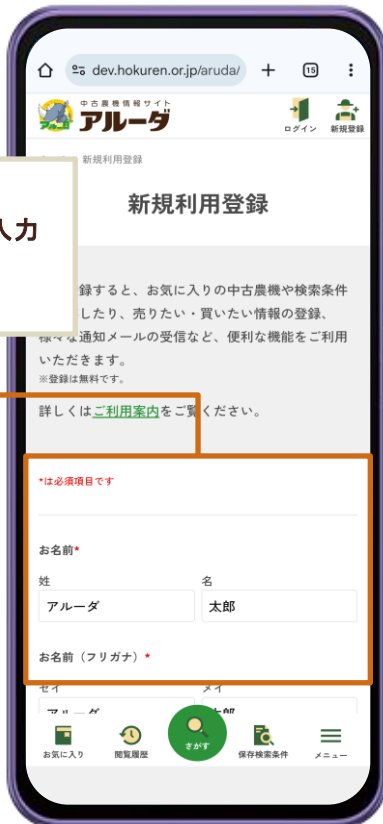 dev.hokuren.or.jp/aruda/
15
中古農機情報サイト
アルーダ
ログイン
新規登録
新規利用登録
新規利用登録
入力
録すると、お気に入りの中古農機や検索条件
したり、売りたい・買いたい情報の登録、
様々な通知メールの受信など、便利な機能をご利用
いただきます。
※登録は無料です。
詳しくはご利用案内をご覧ください。
*は必須項目です
お名前*
姓
名
アルーダ
太郎
お名前（フリガナ）*
セイ
メイ
お気に入り
閲覧履歴
さがす
保存検索条件
メニュー